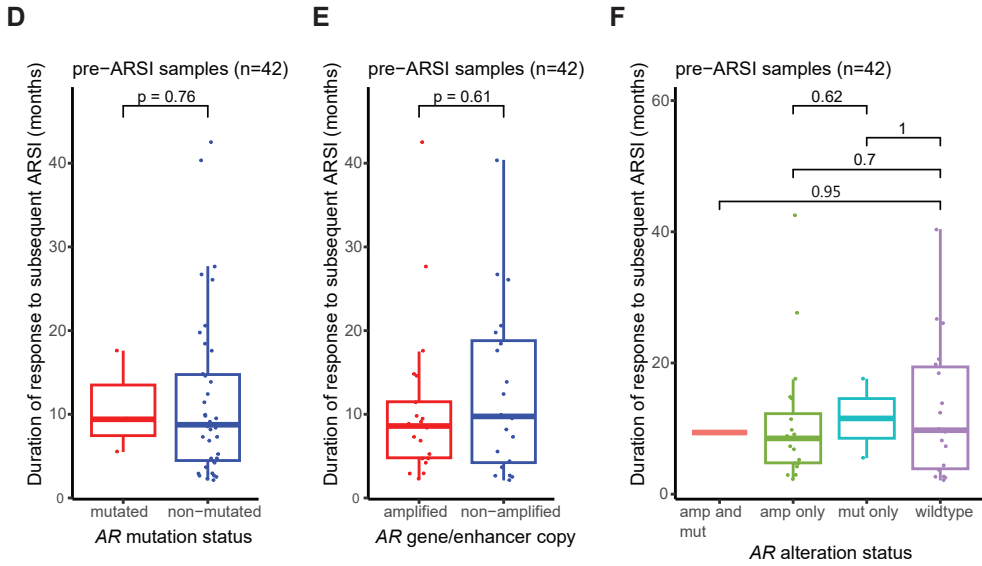 D
pre−ARSI samples (n=42)
Duration of response to subsequent ARSI (months)
p = 0.76
40
30
20
10
0
mutated non−mutated
AR mutation status
E
pre−ARSI samples (n=42)
Duration of response to subsequent ARSI (months)
p = 0.61
40
30
20
10
0
amplified non−amplified
AR gene/enhancer copy
F
pre−ARSI samples (n=42)
Duration of response to subsequent ARSI (months)
60
0.62
1
0.7
0.95
40
20
0
amp and amp only mut only wildtype
mut
AR alteration status